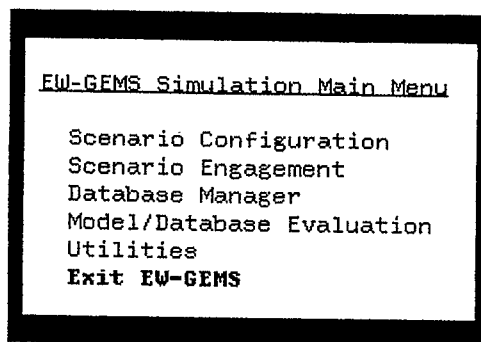 EW-GEMS Simulation Main Menu
Scenario Configuration
Scenario Engagement
Database Manager
Model/Database Evaluation
Utilities
Exit EW-GEMS